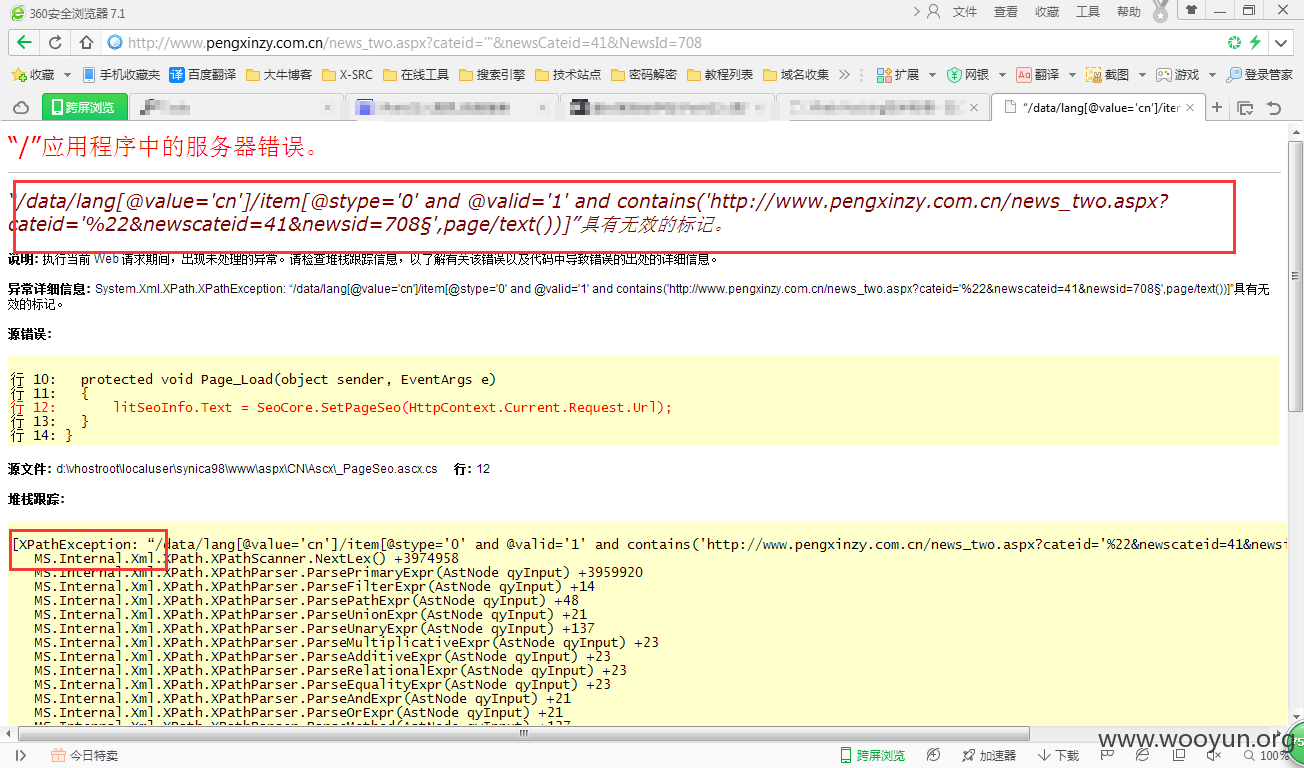 360安全浏览器 7.1
文件 查看 收藏 工具 帮助
http://www.pengxinzy.com.cn/news_two.aspx?cateid='"&newsCateid=41&NewsId=708
收藏 手机收藏夹 译 百度翻译 大牛博客 X-SRC 在线工具 搜索引擎 技术站点 密码解密 教程列表 域名收集 扩展 网银 Aa 翻译 截图 游戏 登录管家
跨屏浏览 “/data/lang[@value='cn']/iter
“/”应用程序中的服务器错误。
“/data/lang[@value='cn']/item[@stype='0' and @valid='1' and contains('http://www.pengxinzy.com.cn/news_two.aspx?
cateid='%22&newscateid=41&newsid=708§',page/text())]”具有无效的标记。
说明: 执行当前 Web 请求期间，出现未处理的异常。请检查堆栈跟踪信息，以了解有关该错误以及代码中导致错误的出处的详细信息。
异常详细信息: System.Xml.XPath.XPathException: “/data/lang[@value='cn']/item[@stype='0' and @valid='1' and contains('http://www.pengxinzy.com.cn/news_two.aspx?cateid='%22&newscateid=41&newsid=708§',page/text())]”具有无
效的标记。
源错误:
行 10: protected void Page_Load(object sender, EventArgs e)
行 11: {
行 12: litSeoInfo.Text = SeoCore.SetPageSeo(HttpContext.Current.Request.Url);
行 13: }
行 14: }
源文件: d:\vhostroot\localuser\synica98\www\aspx\CN\Ascx\_PageSeo.ascx.cs 行: 12
堆栈跟踪:
[XPathException: “/data/lang[@value='cn']/item[@stype='0' and @valid='1' and contains('http://www.pengxinzy.com.cn/news_two.aspx?cateid='%22&newscateid=41&newsi
MS.Internal.Xml.XPath.XPathScanner.NextLex() +3974958
MS.Internal.Xml.XPath.XPathParser.ParsePrimaryExpr(AstNode qyInput) +3959920
MS.Internal.Xml.XPath.XPathParser.ParseFilterExpr(AstNode qyInput) +14
MS.Internal.Xml.XPath.XPathParser.ParsePathExpr(AstNode qyInput) +48
MS.Internal.Xml.XPath.XPathParser.ParseUnionExpr(AstNode qyInput) +21
MS.Internal.Xml.XPath.XPathParser.ParseUnaryExpr(AstNode qyInput) +137
MS.Internal.Xml.XPath.XPathParser.ParseMultiplicativeExpr(AstNode qyInput) +23
MS.Internal.Xml.XPath.XPathParser.ParseAdditiveExpr(AstNode qyInput) +23
MS.Internal.Xml.XPath.XPathParser.ParseRelationalExpr(AstNode qyInput) +23
MS.Internal.Xml.XPath.XPathParser.ParseEqualityExpr(AstNode qyInput) +23
MS.Internal.Xml.XPath.XPathParser.ParseAndExpr(AstNode qyInput) +21
MS.Internal.Xml.XPath.XPathParser.ParseOrExpr(AstNode qyInput) +21
MS.Internal.Xml.XPath.XPathParser.ParseMethod(AstNode qyInput) +137
www.wooyun.org
今日特卖 跨屏浏览 加速器 下载 100%